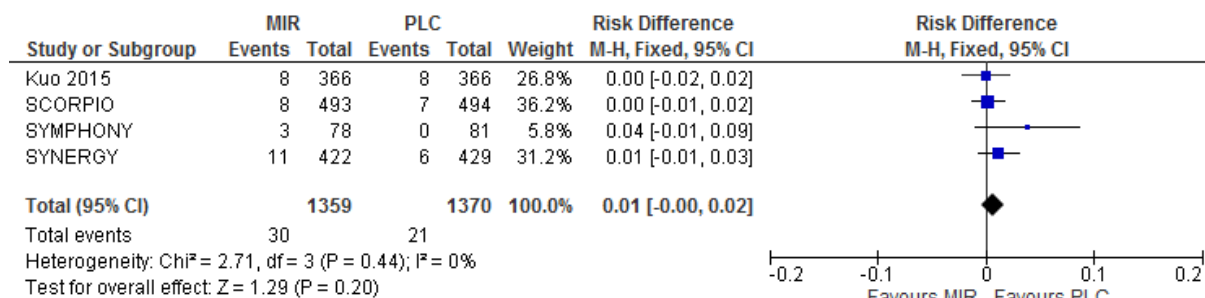 MIR PLC Risk Difference Risk Difference
Study or Subgroup Events Total Events Total Weight M-H, Fixed, 95% CI M-H, Fixed, 95% CI
Kuo 2015 8 366 8 366 26.8% 0.00 [-0.02, 0.02]
SCORPIO 8 493 7 494 36.2% 0.00 [-0.01, 0.02]
SYMPHONY 3 78 0 81 5.8% 0.04 [-0.01, 0.09]
SYNERGY 11 422 6 429 31.2% 0.01 [-0.01, 0.03]
Total (95% CI) 1359 1370 100.0% 0.01 [-0.00, 0.02]
Total events 30 21
Heterogeneity: Chi² = 2.71, df = 3 (P = 0.44); I² = 0%
Test for overall effect: Z = 1.29 (P = 0.20)
-0.2 -0.1 0 0.1 0.2
Favours MIR Favours PLC